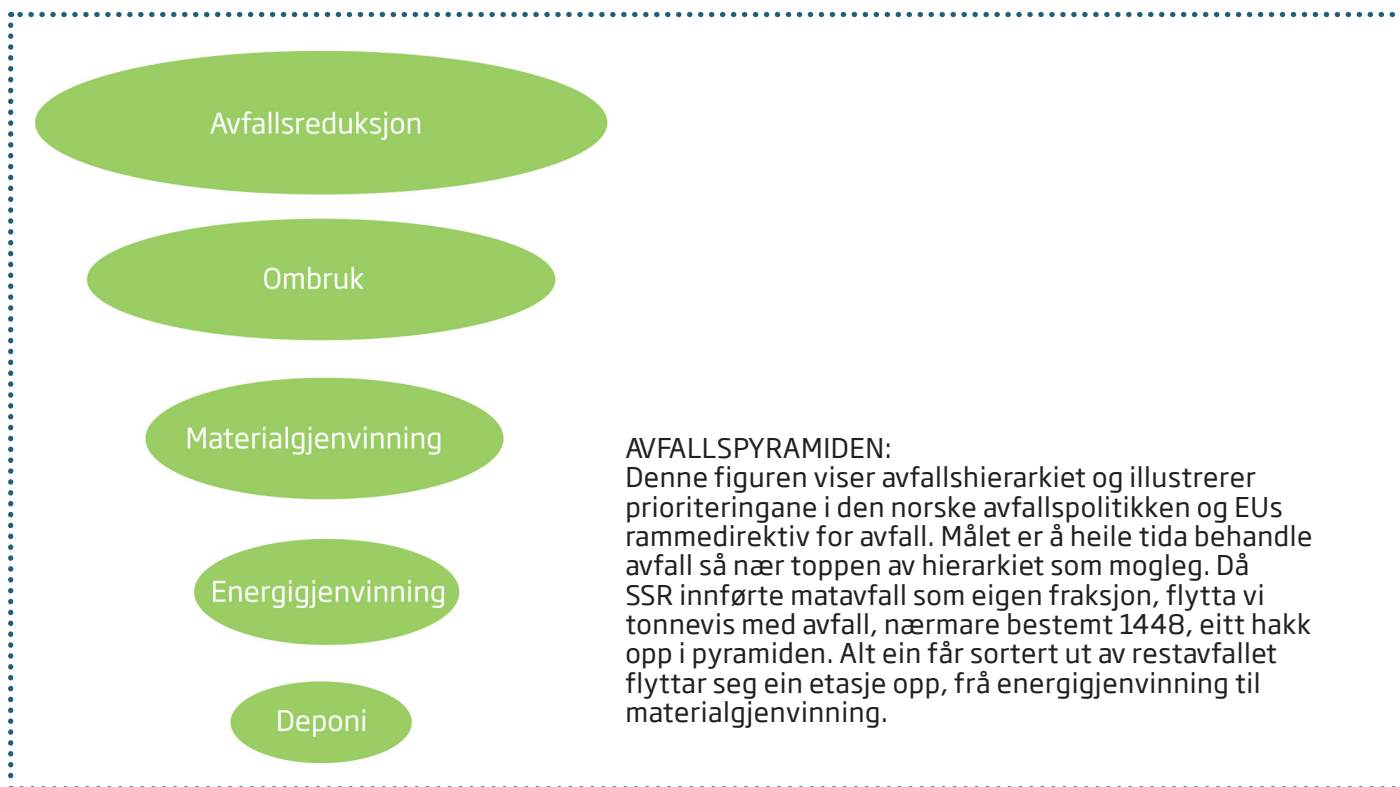 Avfallsreduksjon
Ombruk
Materialgjenvinning
Energigjenvinning
Deponi
AVFALLSPYRAMIDEN:
Denne figuren viser avfallshierarkiet og illustrerer
prioriteringane i den norske avfallspolitikken og EUs
rammedirektiv for avfall. Målet er å heile tida behandle
avfall så nær toppen av hierarkiet som mogleg. Då
SSR innførte matavfall som eigen fraksjon, flytta vi
tonnevis med avfall, nærmare bestemt 1448, eitt hakk
opp i pyramiden. Alt ein får sortert ut av restavfallet
flyttar seg ein etasje opp, frå energigjenvinning til
materialgjenvinning.